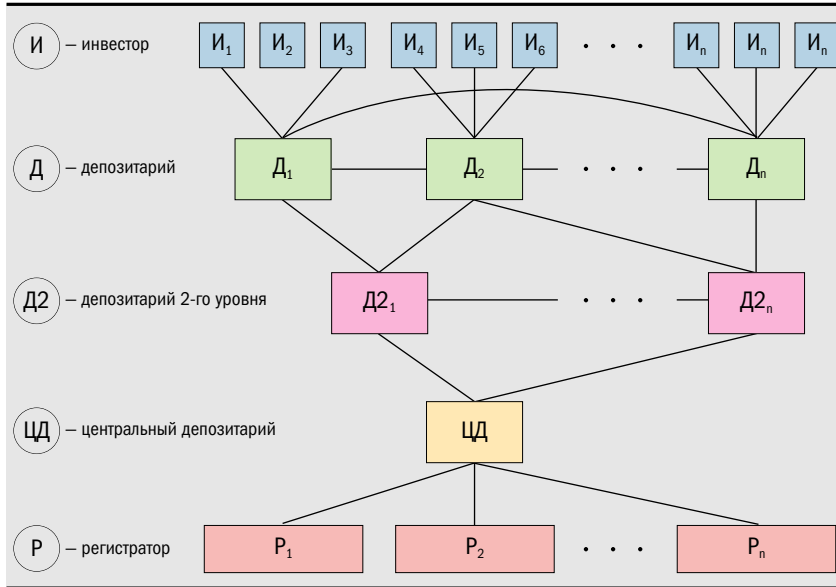 И – инвестор И₁ И₂ И₃ И₄ И₅ И₆ · · · Иₙ Иₙ Иₙ
Д – депозитарий Д₁ Д₂ · · · Дₙ
Д2 – депозитарий 2-го уровня Д2₁ · · · Д2ₙ
ЦД – центральный депозитарий ЦД
Р – регистратор Р₁ Р₂ · · · Рₙ